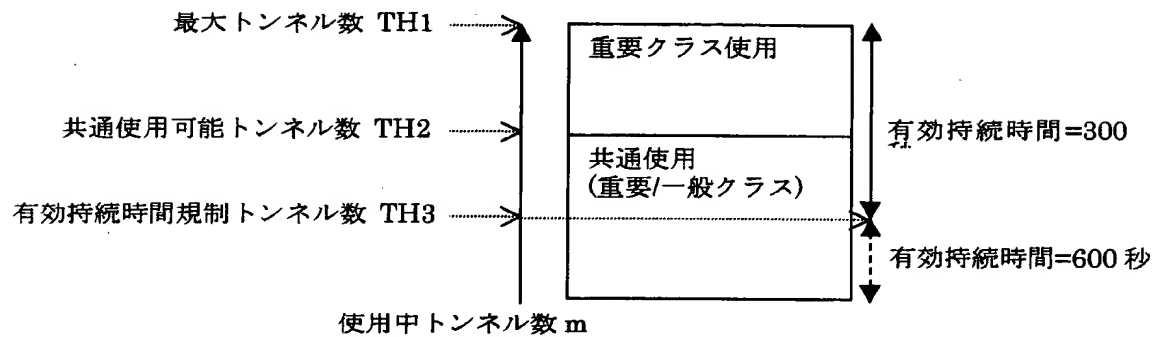 最大トンネル数 TH1
重要クラス使用
共通使用可能トンネル数 TH2
有効持続時間=300
共通使用
(重要/一般クラス)
有効持続時間規制トンネル数 TH3
有効持続時間=600 秒
使用中トンネル数 m